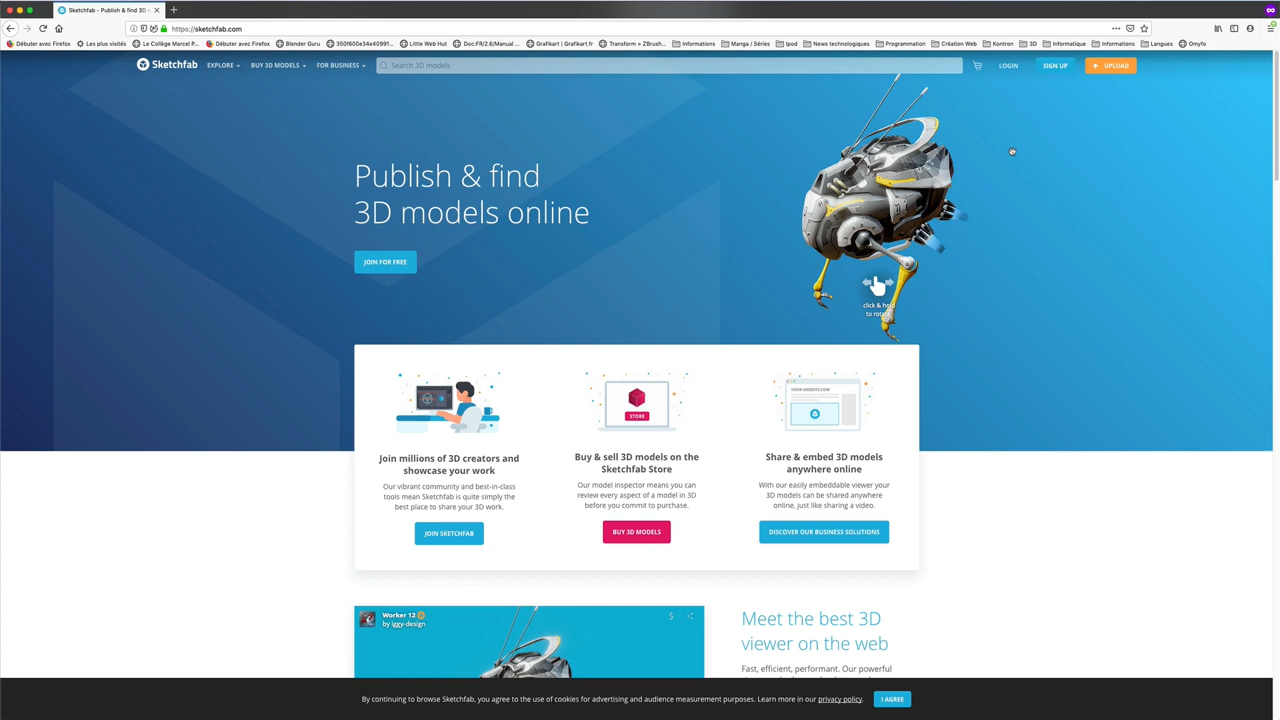 Sketchfab - Publish & find 3D
https://sketchfab.com
Débuter avec Firefox
Les plus visités
Le Collège Marcel P...
Débuter avec Firefox
Blender Guru
350f600e34e40991...
Little Web Hut
Doc:FR/2.6/Manual ...
Grafikart | Grafikart.fr
Transform » ZBrush...
Informations
Manga / Séries
Ipod
News technologiques
Programmation
Création Web
Kontron
3D
Informatique
Informations
Langues
Omyfo
Sketchfab
EXPLORE
BUY 3D MODELS
FOR BUSINESS
Search 3D models
LOGIN
SIGN UP
UPLOAD
Publish & find
3D models online
JOIN FOR FREE
click & hold
to rotate
STORE
YOUR-WEBSITE.COM
Join millions of 3D creators and
showcase your work
Our vibrant community and best-in-class
tools mean Sketchfab is quite simply the
best place to share your 3D work.
JOIN SKETCHFAB
Buy & sell 3D models on the
Sketchfab Store
Our model inspector means you can
review every aspect of a model in 3D
before you commit to purchase.
BUY 3D MODELS
Share & embed 3D models
anywhere online
With our easily embeddable viewer your
3D models can be shared anywhere
online, just like sharing a video.
DISCOVER OUR BUSINESS SOLUTIONS
Worker 12
by iggy-design
Meet the best 3D
viewer on the web
Fast, efficient, performant. Our powerful
By continuing to browse Sketchfab, you agree to the use of cookies for advertising and audience measurement purposes. Learn more in our privacy policy.
I AGREE